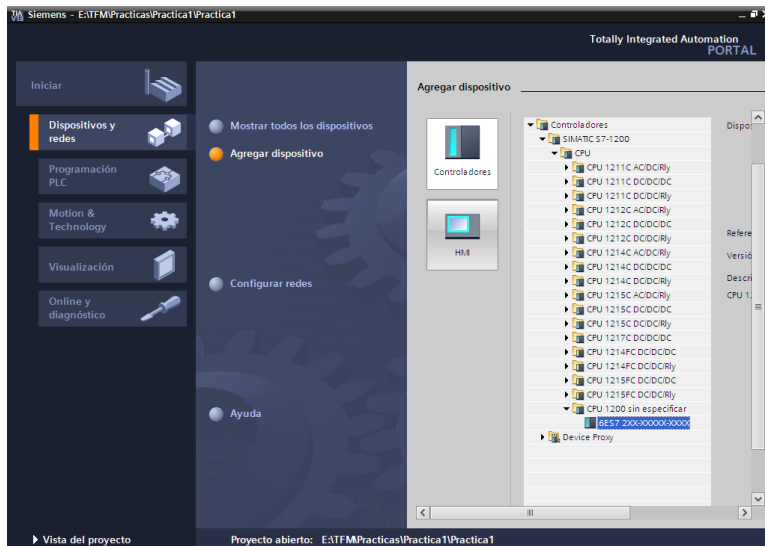 Siemens - E:\TFM\Practicas\Practica1\Practica1
Totally Integrated Automation
PORTAL
Iniciar
Dispositivos y
redes
Programación
PLC
Motion &
Technology
Visualización
Online y
diagnóstico
Mostrar todos los dispositivos
Agregar dispositivo
Configurar redes
Ayuda
Agregar dispositivo
Controladores
HMI
Controladores
SIMATIC S7-1200
CPU
CPU 1211C AC/DC/Rly
CPU 1211C DC/DC/DC
CPU 1211C DC/DC/Rly
CPU 1212C AC/DC/Rly
CPU 1212C DC/DC/DC
CPU 1212C DC/DC/Rly
CPU 1214C AC/DC/Rly
CPU 1214C DC/DC/DC
CPU 1214C DC/DC/Rly
CPU 1215C AC/DC/Rly
CPU 1215C DC/DC/DC
CPU 1215C DC/DC/Rly
CPU 1217C DC/DC/DC
CPU 1214FC DC/DC/DC
CPU 1214FC DC/DC/Rly
CPU 1215FC DC/DC/DC
CPU 1215FC DC/DC/Rly
CPU 1200 sin especificar
6ES7 2XX-XXXXX-XXXX
Device Proxy
Dispos
Refere
Versió
Descri
CPU 1
Vista del proyecto
Proyecto abierto: E:\TFM\Practicas\Practica1\Practica1